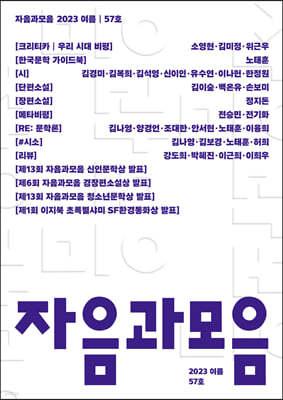 자음과모음 2023 여름 | 57호
[크리티카 | 우리 시대 비평] 소영현·김미정·위근우
[한국문학 가이드북] 노태훈
[시] 김경미·김복희·김석영·신이인·유수연·이나헌·한정원
[단편소설] 김이숲·백온유·손보미
[장편소설] 정지돈
[메타비평] 전승민·전기화
[RE: 문학론] 김나영·양경언·조대한·안서현·노태훈·이용희
[#시소] 김나영·김보경·노태훈·허희
[리뷰] 강도희·박혜진·이근희·이희우
[제13회 자음과모음 신인문학상 발표]
[제6회 자음과모음 경장편소설상 발표]
[제13회 자음과모음 청소년문학상 발표]
[제1회 이지북 초록별샤미 SF환경동화상 발표]
자음과모음
2023 여름
57호